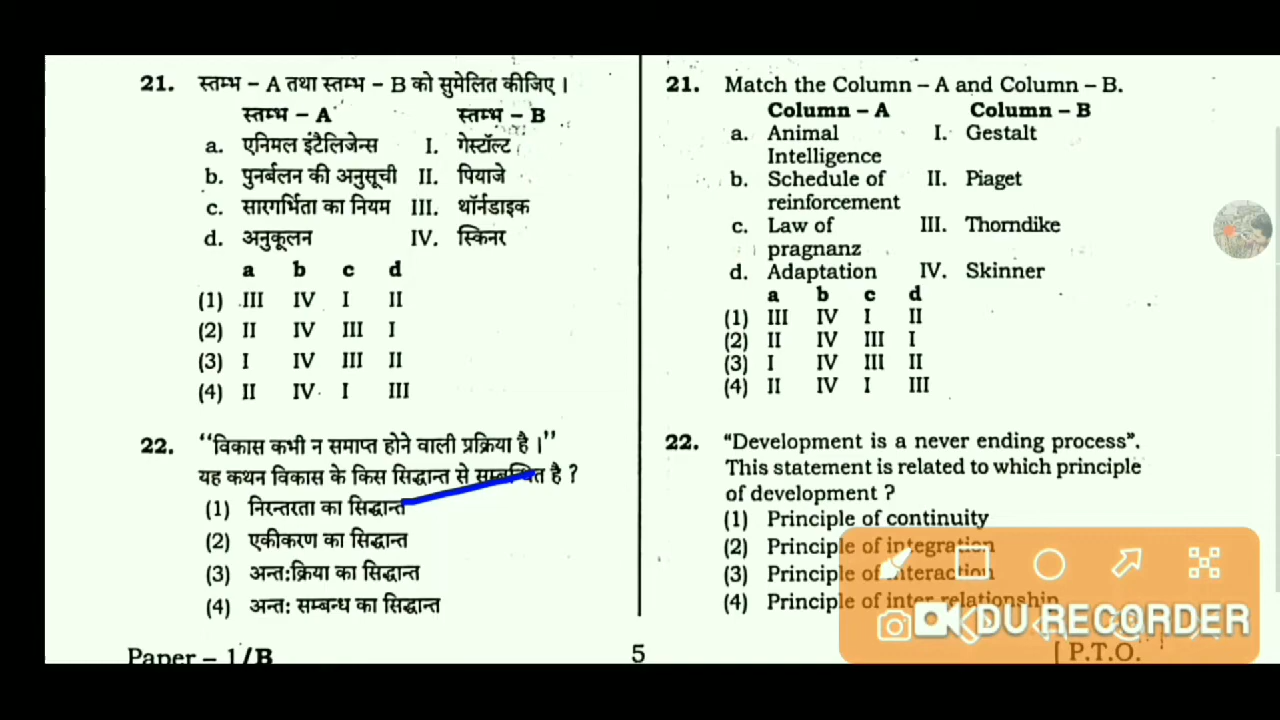 21. स्तम्भ – A तथा स्तम्भ – B को सुमेलित कीजिए।
स्तम्भ – A स्तम्भ – B
a. एनिमल इंटैलिजेन्स I. गेस्टॉल्ट
b. पुनर्बलन की अनुसूची II. पियाजे
c. सारगर्भिता का नियम III. थॉर्नडाइक
d. अनुकूलन IV. स्किनर
a b c d
(1) III IV I II
(2) II IV III I
(3) I IV III II
(4) II IV I III
22. “विकास कभी न समाप्त होने वाली प्रक्रिया है।”
यह कथन विकास के किस सिद्धान्त से सम्बन्धित है ?
(1) निरन्तरता का सिद्धान्त
(2) एकीकरण का सिद्धान्त
(3) अन्तःक्रिया का सिद्धान्त
(4) अन्तः सम्बन्ध का सिद्धान्त
Paper – 1/B
5
21. Match the Column – A and Column – B.
Column – A Column – B
a. Animal I. Gestalt
Intelligence
b. Schedule of II. Piaget
reinforcement
c. Law of III. Thorndike
pragnanz
d. Adaptation IV. Skinner
a b c d
(1) III IV I II
(2) II IV III I
(3) I IV III II
(4) II IV I III
22. “Development is a never ending process”.
This statement is related to which principle
of development ?
(1) Principle of continuity
(2) Principle of integration
(3) Principle of interaction
(4) Principle of inter relationship
DU RECORDER
[ P.T.O.